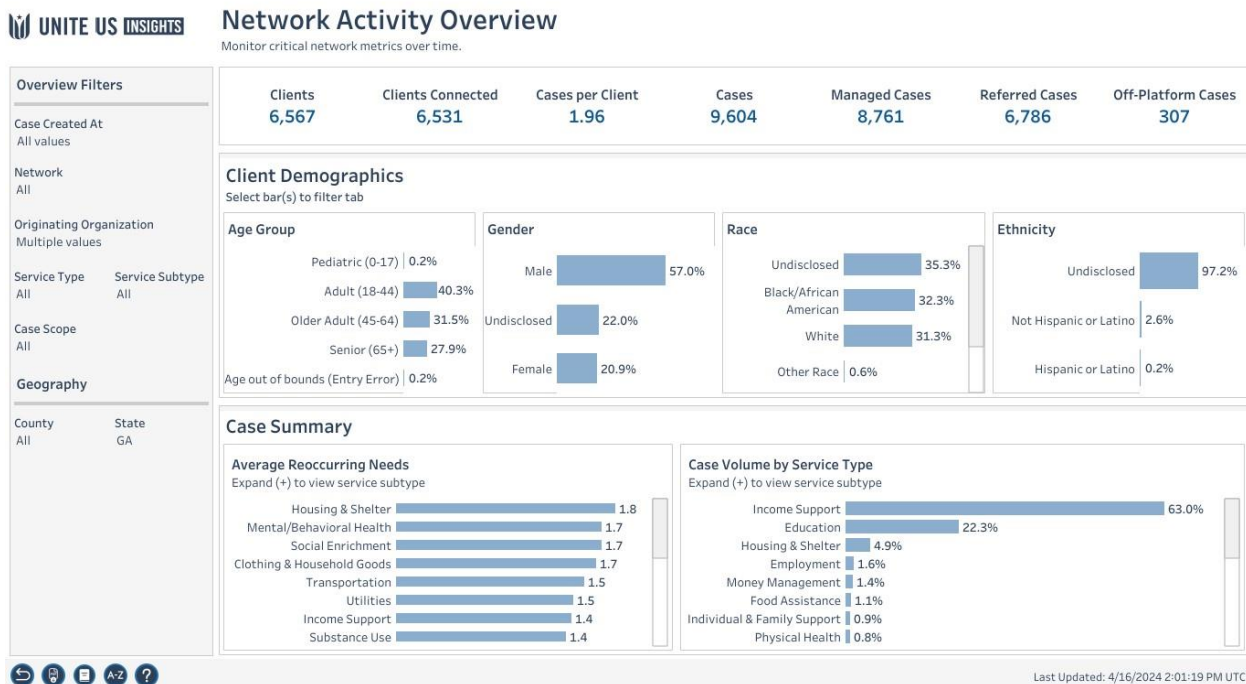 UNITE US INSIGHTS
Network Activity Overview
Monitor critical network metrics over time.
Overview Filters
Case Created At
All values
Network
All
Originating Organization
Multiple values
Service Type Service Subtype
All All
Case Scope
All
Geography
County State
All GA
Clients Clients Connected Cases per Client Cases Managed Cases Referred Cases Off-Platform Cases
6,567 6,531 1.96 9,604 8,761 6,786 307
Client Demographics
Select bar(s) to filter tab
Age Group
Pediatric (0-17) 0.2%
Adult (18-44) 40.3%
Older Adult (45-64) 31.5%
Senior (65+) 27.9%
Age out of bounds (Entry Error) 0.2%
Gender
Male 57.0%
Undisclosed 22.0%
Female 20.9%
Race
Undisclosed 35.3%
Black/African
American 32.3%
White 31.3%
Other Race 0.6%
Ethnicity
Undisclosed 97.2%
Not Hispanic or Latino 2.6%
Hispanic or Latino 0.2%
Case Summary
Average Reoccurring Needs
Expand (+) to view service subtype
Housing & Shelter 1.8
Mental/Behavioral Health 1.7
Social Enrichment 1.7
Clothing & Household Goods 1.7
Transportation 1.5
Utilities 1.5
Income Support 1.4
Substance Use 1.4
Case Volume by Service Type
Expand (+) to view service subtype
Income Support 63.0%
Education 22.3%
Housing & Shelter 4.9%
Employment 1.6%
Money Management 1.4%
Food Assistance 1.1%
Individual & Family Support 0.9%
Physical Health 0.8%
A-Z ?
Last Updated: 4/16/2024 2:01:19 PM UTC